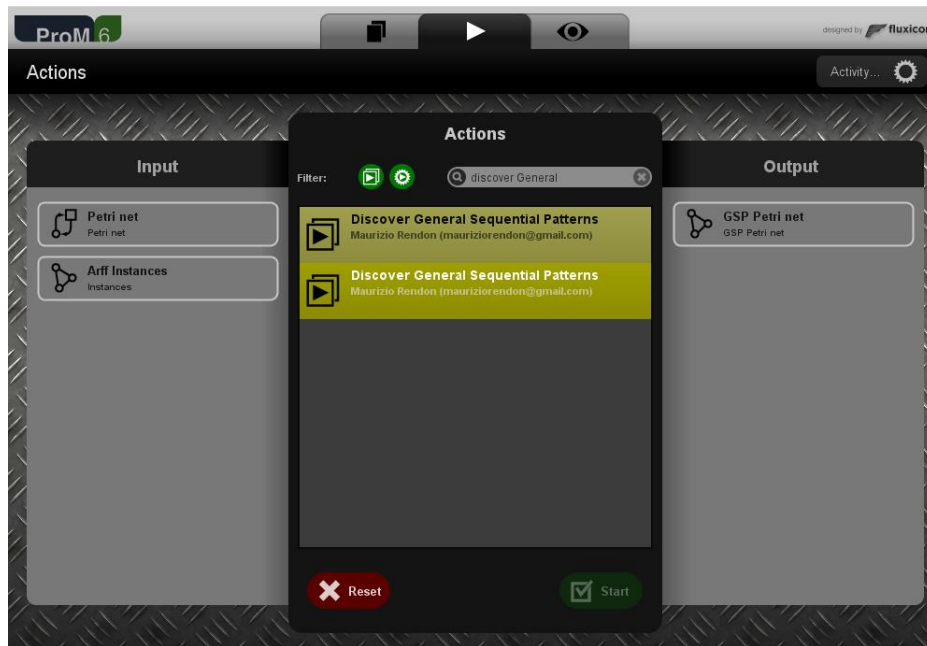 ProM 6
designed by fluxicon
Actions
Activity...
Actions
Input
Filter:
discover General
Output
Petri net
Petri net
Arff Instances
Instances
Discover General Sequential Patterns
Maurizio Rendon (mauriziorendon@gmail.com)
Discover General Sequential Patterns
Maurizio Rendon (mauriziorendon@gmail.com)
GSP Petri net
GSP Petri net
Reset
Start